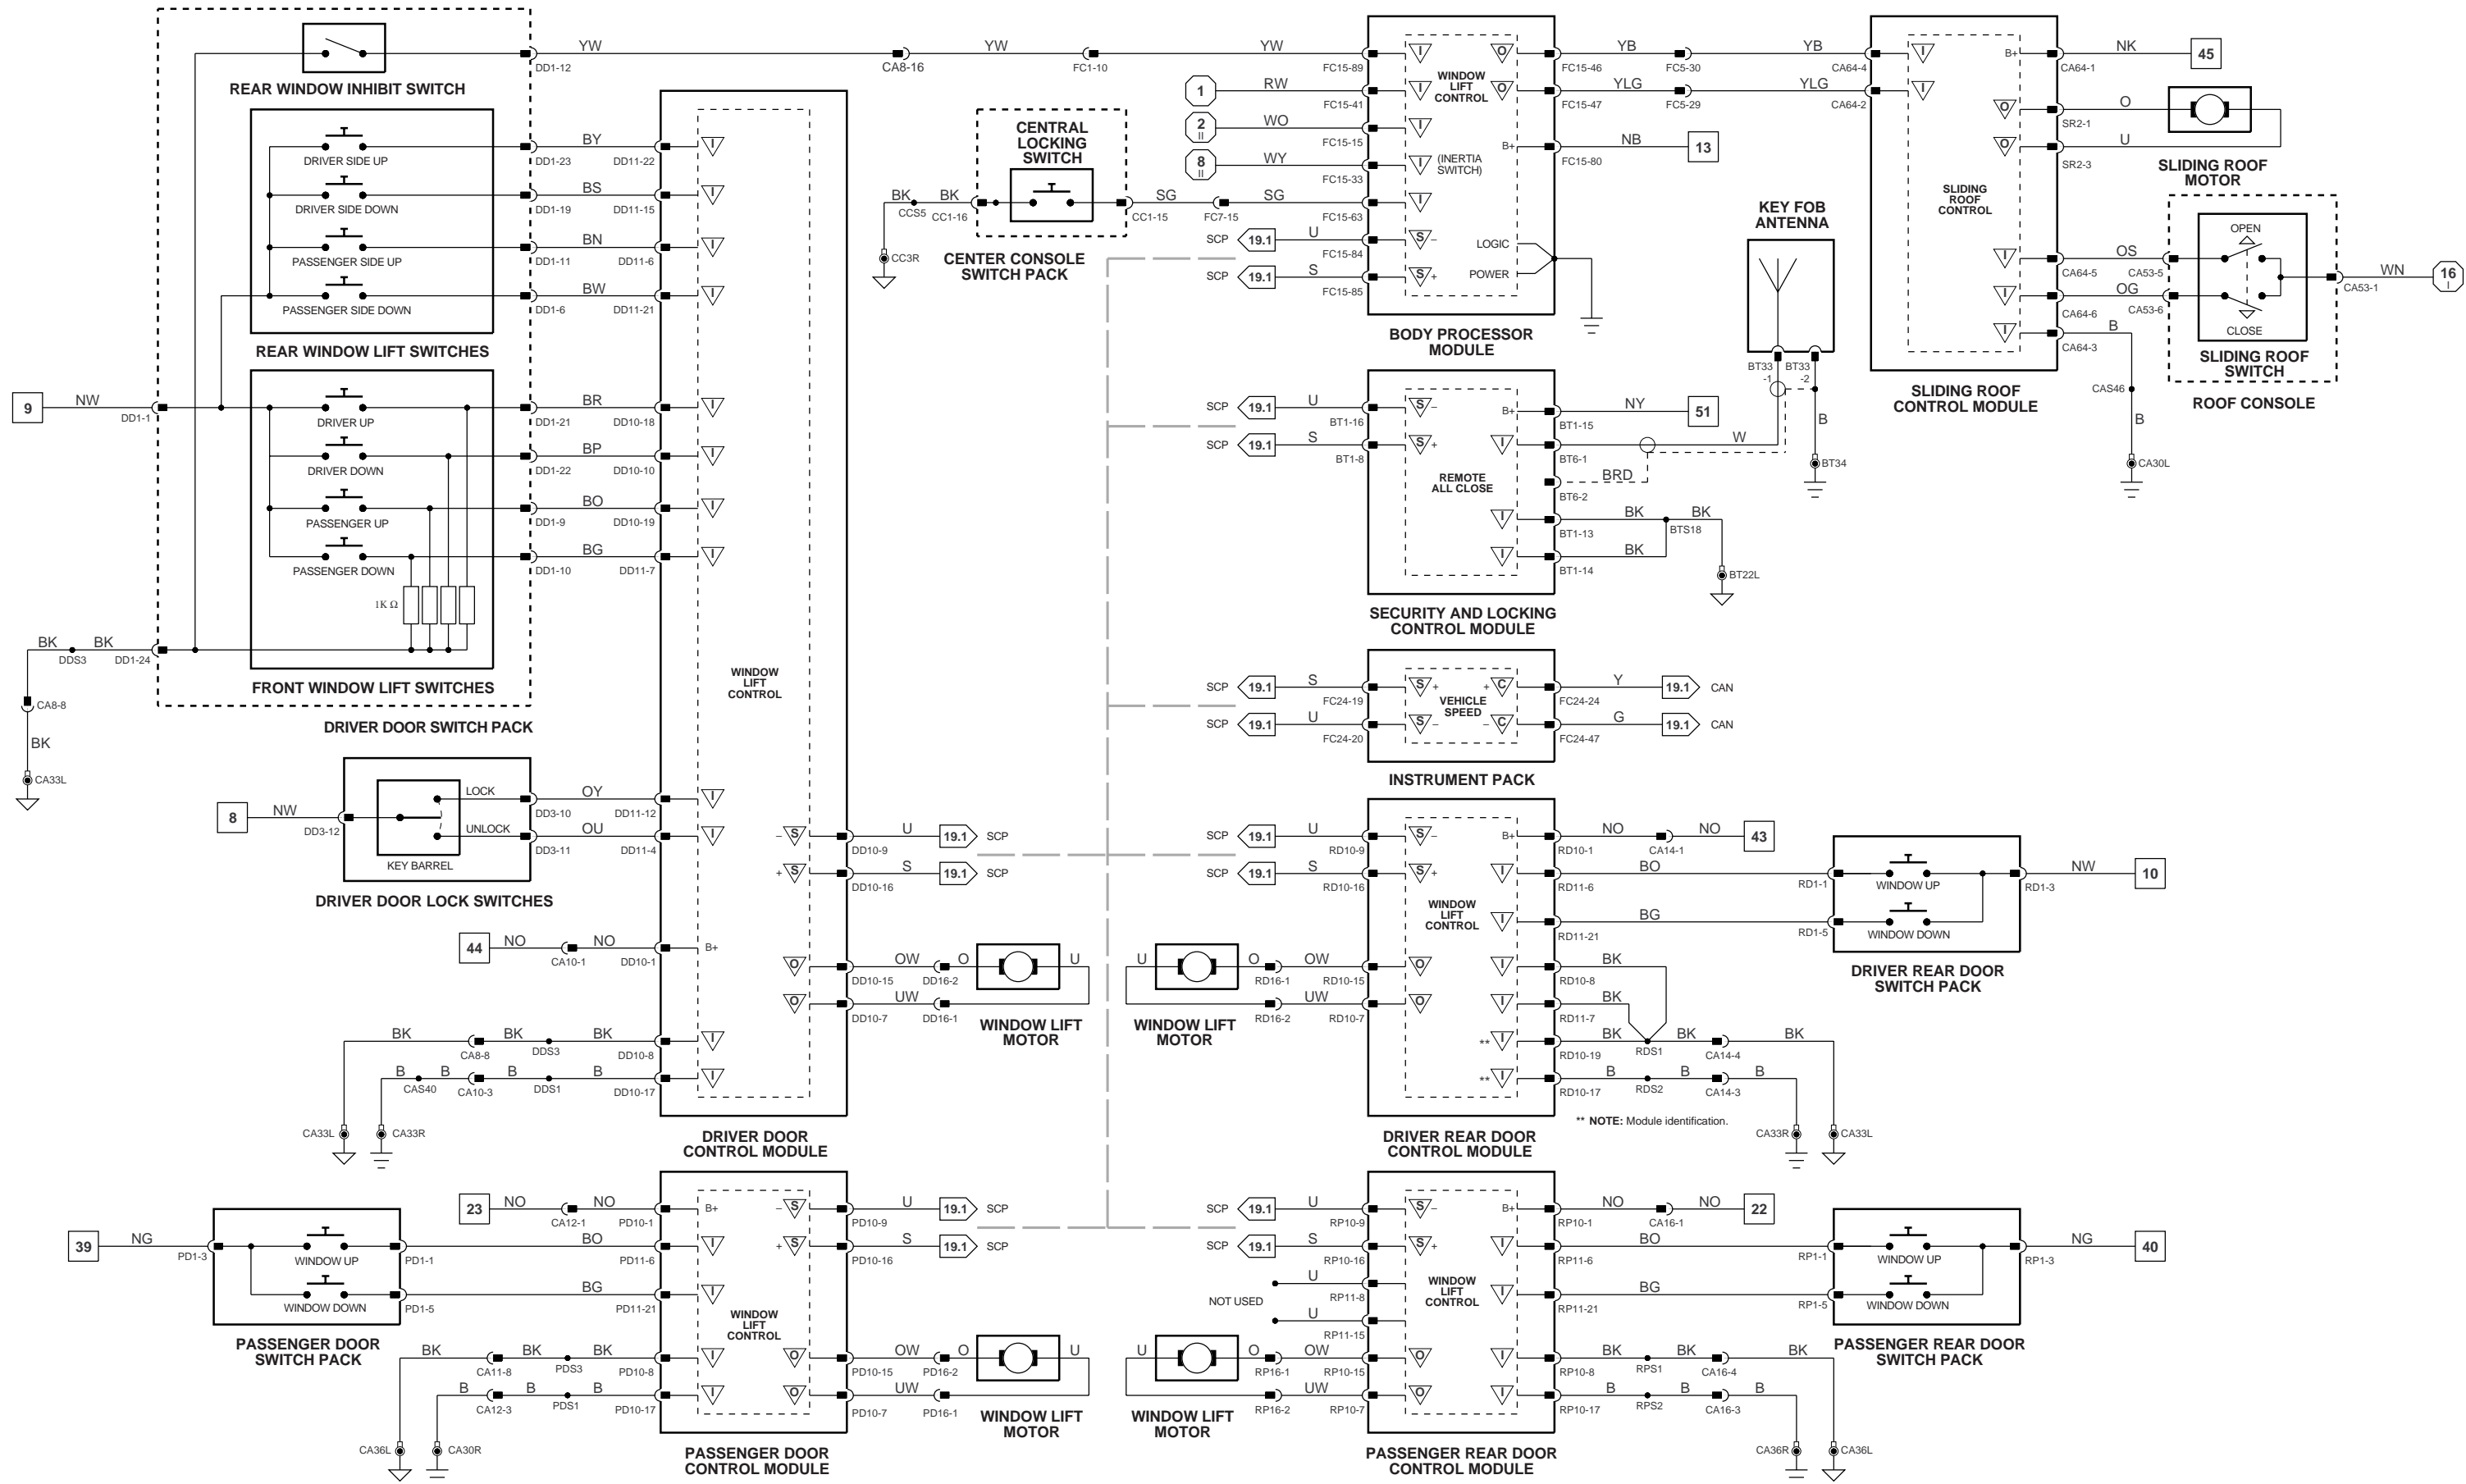 REAR WINDOW INHIBIT SWITCH
DD1-12
YW
CA8-16
YW
FC1-10
YW
FC15-89
DRIVER SIDE UP
DD1-23
BY
DD11-22
DRIVER SIDE DOWN
DD1-19
BS
DD11-15
PASSENGER SIDE UP
DD1-11
BN
DD11-6
PASSENGER SIDE DOWN
DD1-6
BW
DD11-21
REAR WINDOW LIFT SWITCHES
9
NW
DD1-1
DRIVER UP
DD1-21
BR
DD10-18
DRIVER DOWN
DD1-22
BP
DD10-10
PASSENGER UP
DD1-9
BO
DD10-19
PASSENGER DOWN
DD1-10
BG
DD11-7
1K Ω
BK
DDS3
BK
DD1-24
CA8-8
BK
CA33L
FRONT WINDOW LIFT SWITCHES
DRIVER DOOR SWITCH PACK
8
NW
DD3-12
LOCK
UNLOCK
KEY BARREL
DD3-10
OY
DD11-12
DD3-11
OU
DD11-4
DRIVER DOOR LOCK SWITCHES
44
NO
CA10-1
NO
DD10-1
B+
BK
CA8-8
BK
DDS3
BK
DD10-8
B
CAS40
B
CA10-3
B
DDS1
B
DD10-17
CA33L
CA33R
I
I
I
I
I
I
I
I
I
I
I
I
WINDOW
LIFT
CONTROL
– S
DD10-9
U
19.1
SCP
+ S
DD10-16
S
19.1
SCP
O
DD10-15
OW
DD16-2
O
U
O
DD10-7
UW
DD16-1
WINDOW LIFT
MOTOR
DRIVER DOOR
CONTROL MODULE
39
NG
PD1-3
WINDOW UP
PD1-1
BO
PD11-6
WINDOW DOWN
PD1-5
BG
PD11-21
PASSENGER DOOR
SWITCH PACK
23
NO
CA12-1
NO
PD10-1
B+
I
I
I
I
BK
CA11-8
BK
PDS3
BK
PD10-8
B
CA12-3
B
PDS1
B
PD10-17
CA36L
CA30R
WINDOW
LIFT
CONTROL
– S
PD10-9
U
19.1
SCP
+ S
PD10-16
S
19.1
SCP
O
PD10-15
OW
PD16-2
O
U
O
PD10-7
UW
PD16-1
WINDOW LIFT
MOTOR
PASSENGER DOOR
CONTROL MODULE
CENTRAL
LOCKING
SWITCH
BK
CCS5
BK
CC1-16
CC3R
CC1-15
SG
FC7-15
SG
FC15-63
CENTER CONSOLE
SWITCH PACK
1
RW
FC15-41
2
II
WO
FC15-15
8
II
WY
FC15-33
SCP
19.1
U
FC15-84
SCP
19.1
S
FC15-85
I
I
I
I
(INERTIA
SWITCH)
I
S –
S +
WINDOW
LIFT
CONTROL
O
FC15-46
YB
FC5-30
YB
CA64-4
O
FC15-47
YLG
FC5-29
YLG
CA64-2
B+
FC15-80
NB
13
LOGIC
POWER
BODY PROCESSOR
MODULE
SCP
19.1
U
BT1-16
S –
SCP
19.1
S
BT1-8
S +
REMOTE
ALL CLOSE
B+
BT1-15
NY
51
I
BT6-1
W
BRD
BT6-2
I
BT1-13
BK
BTS18
BK
I
BT1-14
BK
BT22L
SECURITY AND LOCKING
CONTROL MODULE
KEY FOB
ANTENNA
BT33
-1
BT33
-2
B
BT34
SCP
19.1
S
FC24-19
S +
SCP
19.1
U
FC24-20
S –
VEHICLE
SPEED
+ C
FC24-24
Y
19.1
CAN
– C
FC24-47
G
19.1
CAN
INSTRUMENT PACK
SCP
19.1
U
RD10-9
S –
SCP
19.1
S
RD10-16
S +
WINDOW
LIFT
CONTROL
U
O
RD16-1
OW
RD10-15
O
RD16-2
UW
RD10-7
O
WINDOW LIFT
MOTOR
B+
RD10-1
NO
CA14-1
NO
43
I
RD11-6
BO
RD1-1
WINDOW UP
RD1-3
NW
10
I
RD11-21
BG
RD1-5
WINDOW DOWN
DRIVER REAR DOOR
SWITCH PACK
I
RD10-8
BK
I
RD11-7
BK
** I
RD10-19
BK
RDS1
BK
CA14-4
BK
** I
RD10-17
B
RDS2
B
CA14-3
B
** NOTE: Module identification.
CA33R
CA33L
DRIVER REAR DOOR
CONTROL MODULE
SCP
19.1
U
RP10-9
S –
SCP
19.1
S
RP10-16
S +
NOT USED
U
RP11-8
U
RP11-15
WINDOW
LIFT
CONTROL
U
O
RP16-1
OW
RP10-15
O
RP16-2
UW
RP10-7
O
WINDOW LIFT
MOTOR
B+
RP10-1
NO
CA16-1
NO
22
I
RP11-6
BO
RP1-1
WINDOW UP
RP1-3
NG
40
I
RP11-21
BG
RP1-5
WINDOW DOWN
PASSENGER REAR DOOR
SWITCH PACK
I
RP10-8
BK
RPS1
BK
CA16-4
BK
I
RP10-17
B
RPS2
B
CA16-3
B
CA36R
CA36L
PASSENGER REAR DOOR
CONTROL MODULE
I
I
SLIDING
ROOF
CONTROL
B+
CA64-1
NK
45
O
SR2-1
O
O
SR2-3
U
SLIDING ROOF
MOTOR
I
CA64-5
OS
CA53-5
I
CA64-6
OG
CA53-6
I
CA64-3
B
CAS46
B
CA30L
OPEN
CLOSE
SLIDING ROOF
SWITCH
CA53-1
WN
16
I
ROOF CONSOLE
SLIDING ROOF
CONTROL MODULE